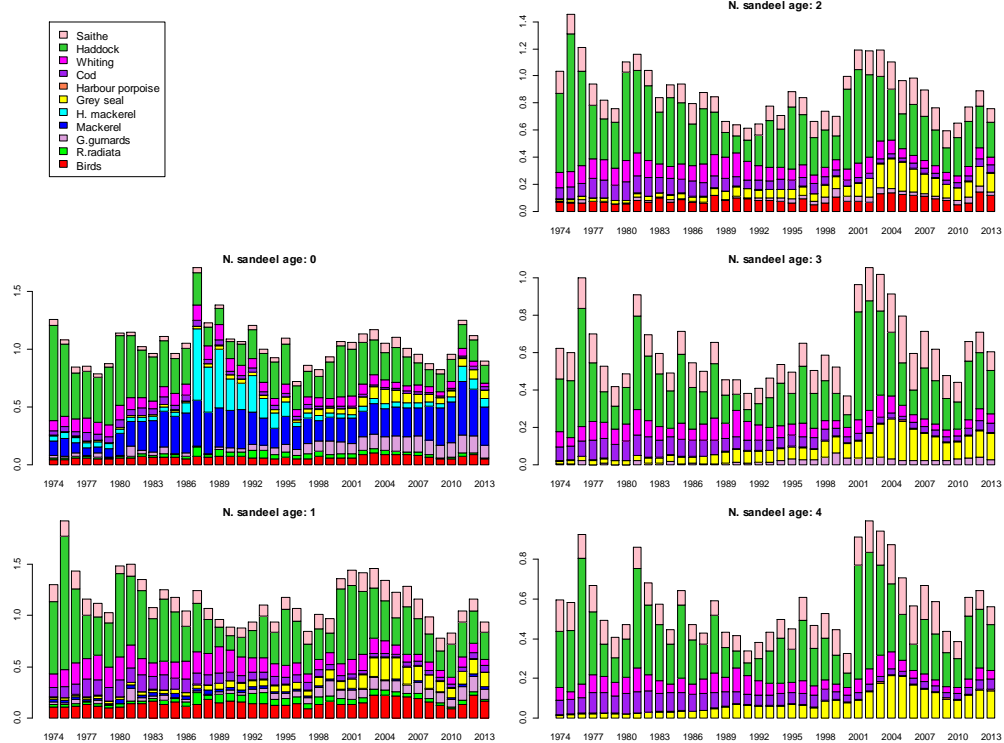 Saithe
Haddock
Whiting
Cod
Harbour porpoise
Grey seal
H. mackerel
Mackerel
G.gurnards
R.radiata
Birds
N. sandeel age: 2
1.4
1.2
1.0
0.8
0.6
0.4
0.2
0.0
1974 1977 1980 1983 1986 1989 1992 1995 1998 2001 2004 2007 2010 2013
N. sandeel age: 0
1.5
1.0
0.5
0.0
1974 1977 1980 1983 1986 1989 1992 1995 1998 2001 2004 2007 2010 2013
N. sandeel age: 3
1.0
0.8
0.6
0.4
0.2
0.0
1974 1977 1980 1983 1986 1989 1992 1995 1998 2001 2004 2007 2010 2013
N. sandeel age: 1
1.5
1.0
0.5
0.0
1974 1977 1980 1983 1986 1989 1992 1995 1998 2001 2004 2007 2010 2013
N. sandeel age: 4
0.8
0.6
0.4
0.2
0.0
1974 1977 1980 1983 1986 1989 1992 1995 1998 2001 2004 2007 2010 2013